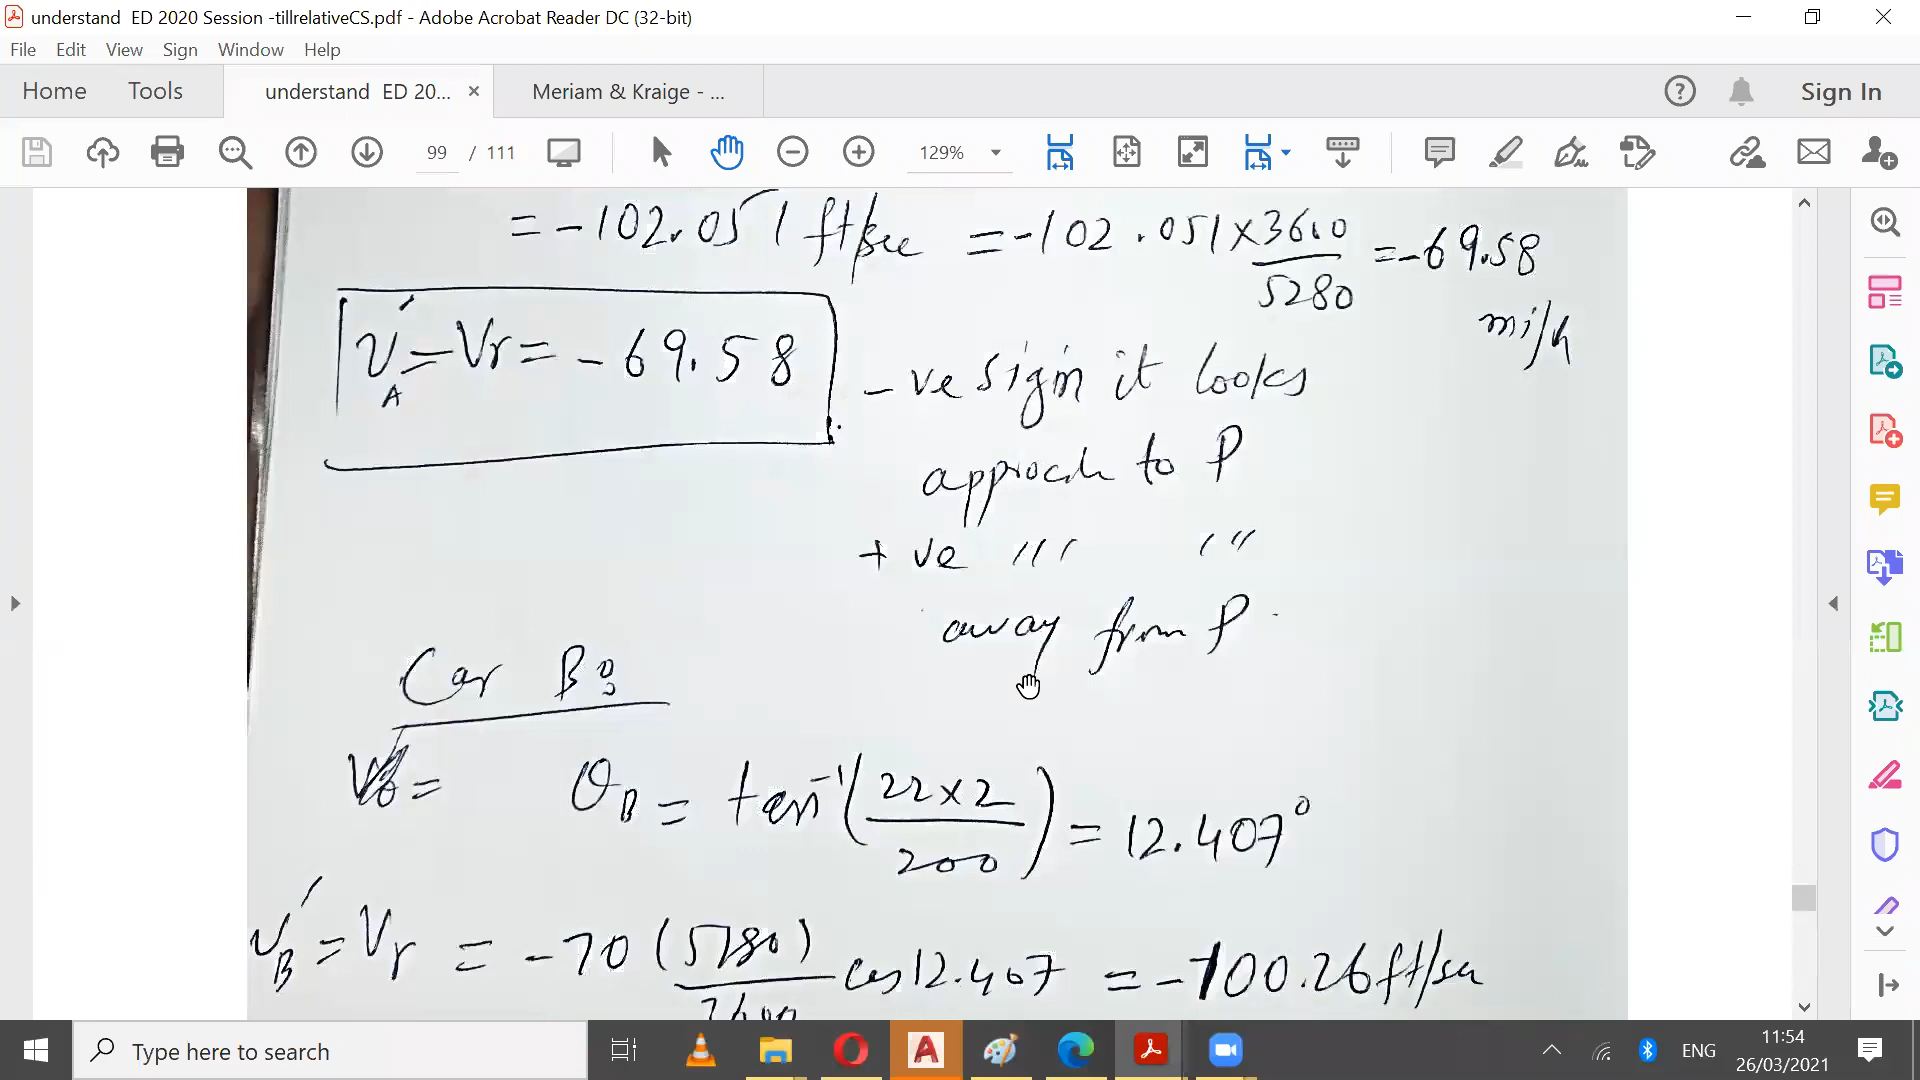 understand ED 2020 Session -tillrelativeCS.pdf - Adobe Acrobat Reader DC (32-bit)
File Edit View Sign Window Help
Home Tools understand ED 20... × Meriam & Kraige - ... Sign In
99 / 111 129%
= -102.051 ft/sec = -102.051×3600 = -69.58
5280
mi/h
v'A = Vr = -69.58
-ve sign it looks
approach to P
+ ve /// ///
away from P
Car B:
θB = tan⁻¹(22×2 / 200) = 12.407°
v'B = Vr = -70 (5280) cos 12.407 = -100.26 ft/sec
3600
Type here to search
ENG
11:54
26/03/2021